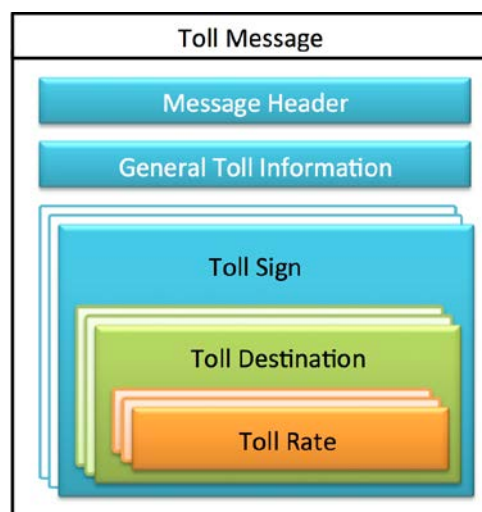 Toll Message
Message Header
General Toll Information
Toll Sign
Toll Destination
Toll Rate